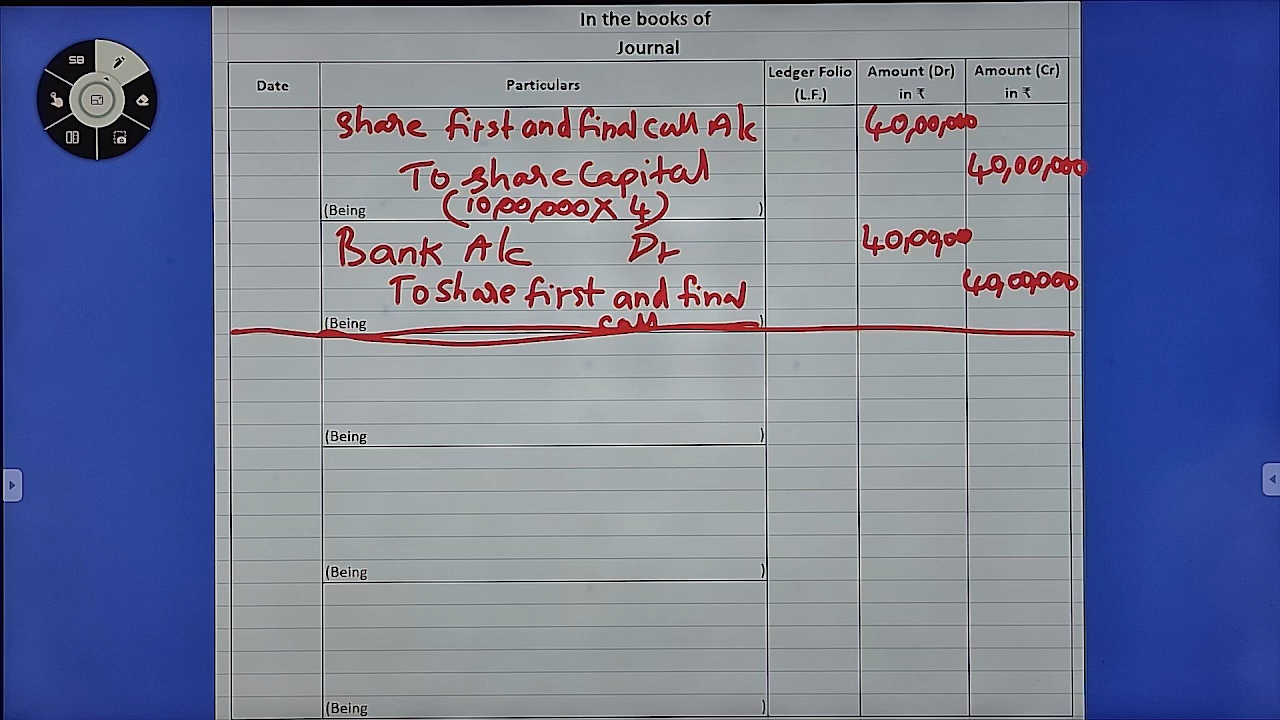 In the books of
Journal
Date Particulars Ledger Folio (L.F.) Amount (Dr) in ₹ Amount (Cr) in ₹
Share first and final call A/c 40,00,000
To share Capital 40,00,000
(Being (10,00,000 X 4) )
Bank A/c Dr 40,00,000
To share first and final 40,00,000
(Being call )
(Being )
(Being )
(Being )